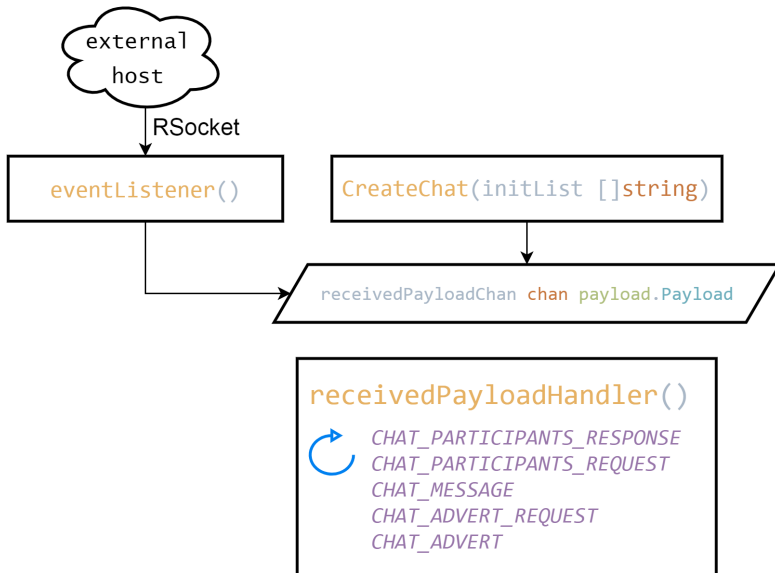 external
host
RSocket
eventListener()
CreateChat(initList []string)
receivedPayloadChan chan payload.Payload
receivedPayloadHandler()
CHAT_PARTICIPANTS_RESPONSE
CHAT_PARTICIPANTS_REQUEST
CHAT_MESSAGE
CHAT_ADVERT_REQUEST
CHAT_ADVERT